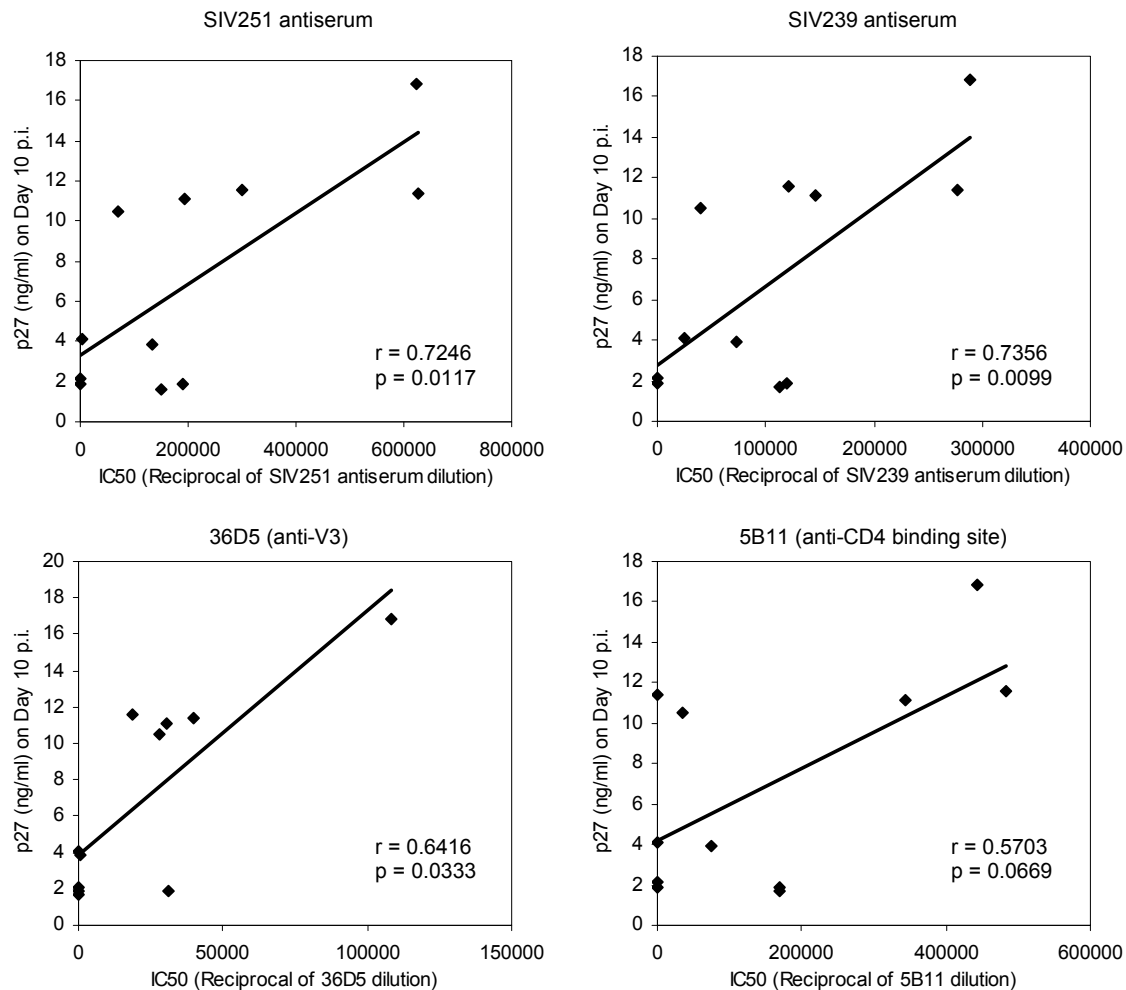 SIV251 antiserum
p27 (ng/ml) on Day 10 p.i.
18
16
14
12
10
8
6
4
2
0
r = 0.7246
p = 0.0117
0 200000 400000 600000 800000
IC50 (Reciprocal of SIV251 antiserum dilution)
SIV239 antiserum
p27 (ng/ml) on Day 10 p.i.
18
16
14
12
10
8
6
4
2
0
r = 0.7356
p = 0.0099
0 100000 200000 300000 400000
IC50 (Reciprocal of SIV239 antiserum dilution)
36D5 (anti-V3)
p27 (ng/ml) on Day 10 p.i.
20
18
16
14
12
10
8
6
4
2
0
r = 0.6416
p = 0.0333
0 50000 100000 150000
IC50 (Reciprocal of 36D5 dilution)
5B11 (anti-CD4 binding site)
p27 (ng/ml) on Day 10 p.i.
18
16
14
12
10
8
6
4
2
0
r = 0.5703
p = 0.0669
0 200000 400000 600000
IC50 (Reciprocal of 5B11 dilution)